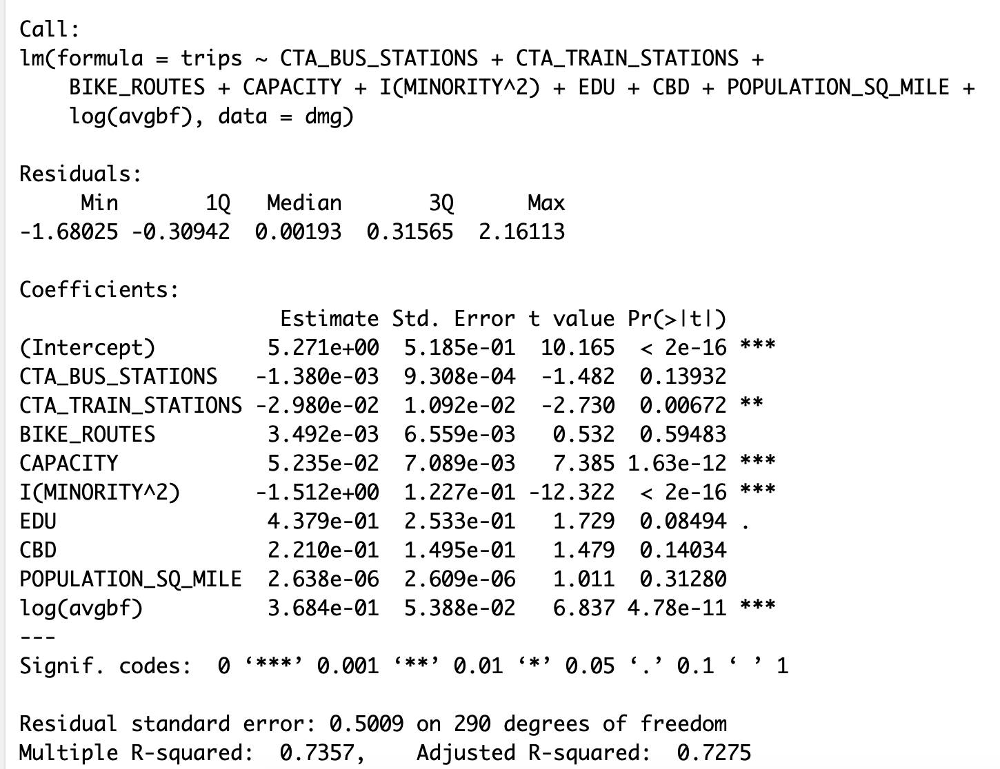 Call:
lm(formula = trips ~ CTA_BUS_STATIONS + CTA_TRAIN_STATIONS +
    BIKE_ROUTES + CAPACITY + I(MINORITY^2) + EDU + CBD + POPULATION_SQ_MILE +
    log(avgbf), data = dmg)

Residuals:
     Min       1Q   Median       3Q      Max
-1.68025 -0.30942  0.00193  0.31565  2.16113

Coefficients:
                     Estimate Std. Error t value Pr(>|t|)
(Intercept)         5.271e+00  5.185e-01  10.165  < 2e-16 ***
CTA_BUS_STATIONS   -1.380e-03  9.308e-04  -1.482  0.13932
CTA_TRAIN_STATIONS -2.980e-02  1.092e-02  -2.730  0.00672 **
BIKE_ROUTES         3.492e-03  6.559e-03   0.532  0.59483
CAPACITY            5.235e-02  7.089e-03   7.385 1.63e-12 ***
I(MINORITY^2)      -1.512e+00  1.227e-01 -12.322  < 2e-16 ***
EDU                 4.379e-01  2.533e-01   1.729  0.08494 .
CBD                 2.210e-01  1.495e-01   1.479  0.14034
POPULATION_SQ_MILE  2.638e-06  2.609e-06   1.011  0.31280
log(avgbf)          3.684e-01  5.388e-02   6.837 4.78e-11 ***
---
Signif. codes:  0 ‘***’ 0.001 ‘**’ 0.01 ‘*’ 0.05 ‘.’ 0.1 ‘ ’ 1

Residual standard error: 0.5009 on 290 degrees of freedom
Multiple R-squared:  0.7357,    Adjusted R-squared:  0.7275